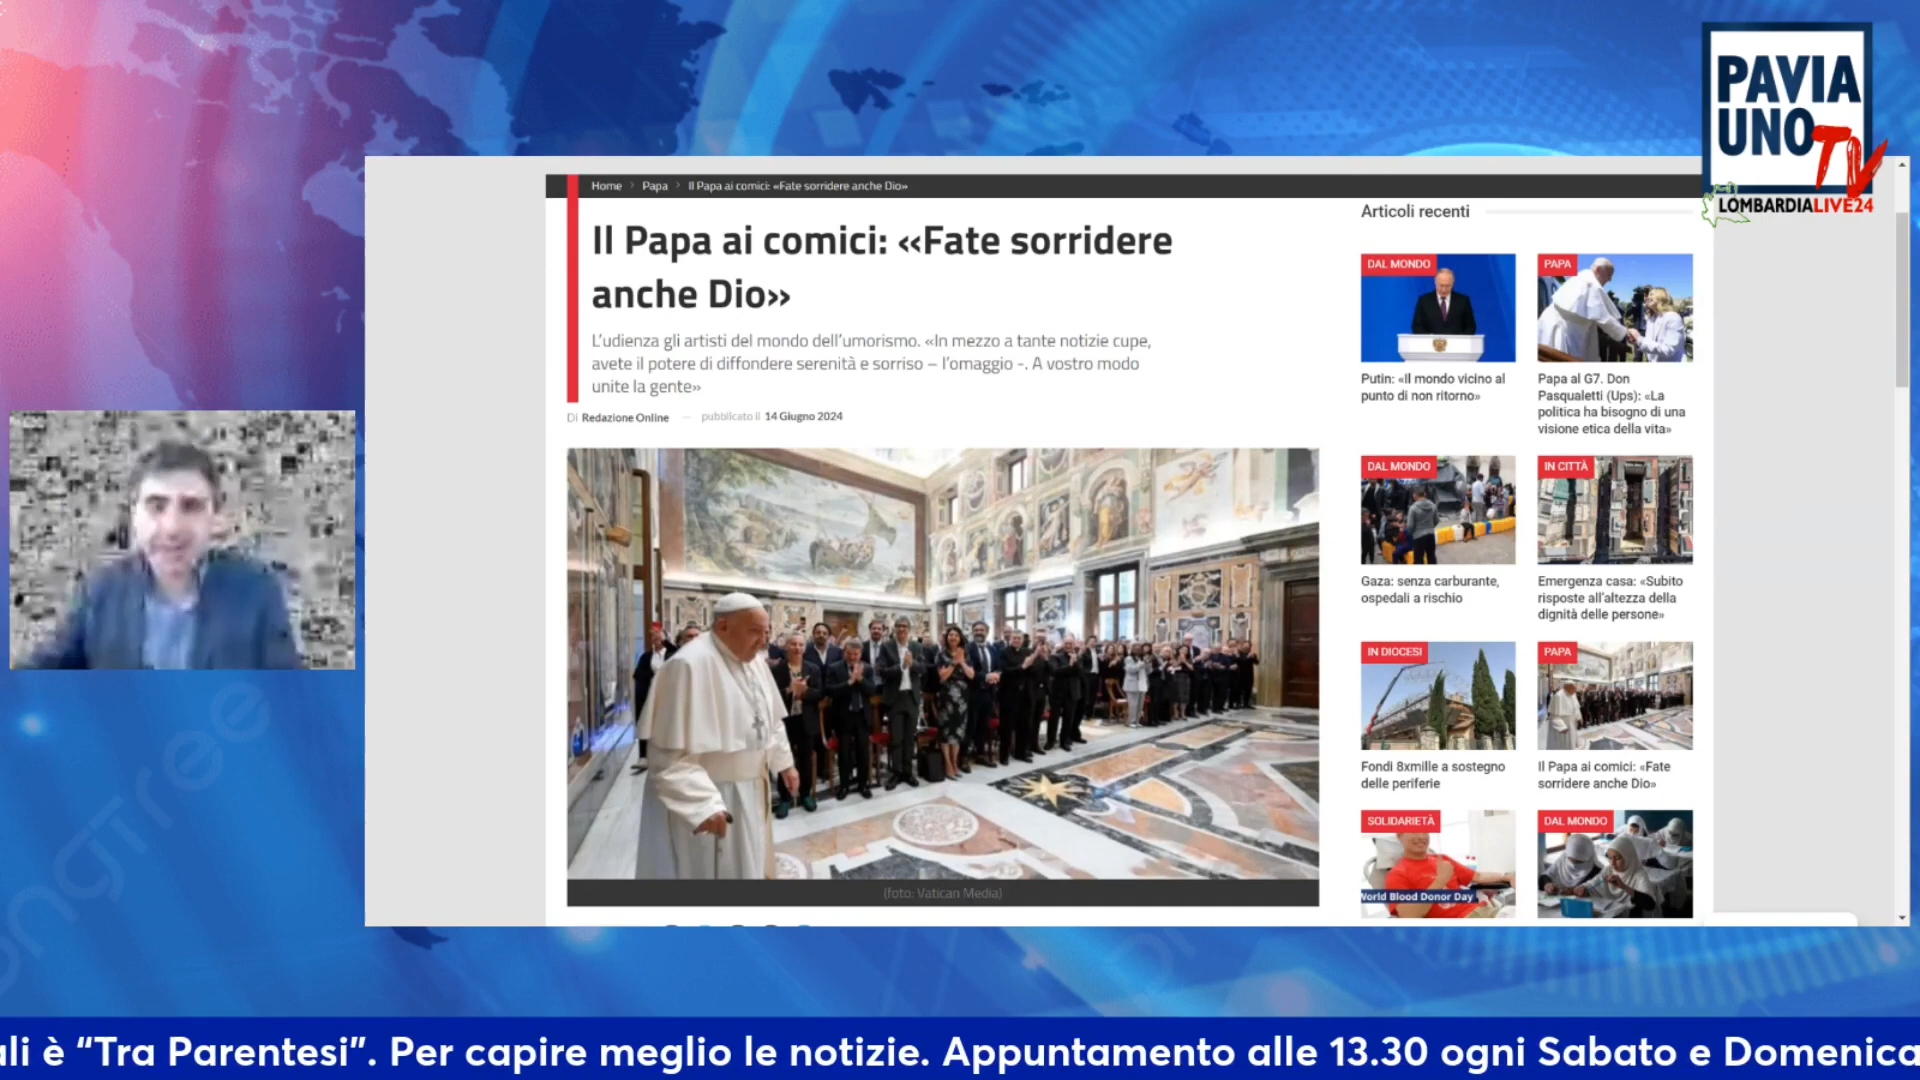 PAVIA
UNO TV
LOMBARDIALIVE24
Home > Papa > Il Papa ai comici: «Fate sorridere anche Dio»
Il Papa ai comici: «Fate sorridere
anche Dio»
L'udienza gli artisti del mondo dell'umorismo. «In mezzo a tante notizie cupe,
avete il potere di diffondere serenità e sorriso – l'omaggio -. A vostro modo
unite la gente»
Di Redazione Online — pubblicato il 14 Giugno 2024
(foto: Vatican Media)
Articoli recenti
DAL MONDO
Putin: «Il mondo vicino al
punto di non ritorno»
PAPA
Papa al G7. Don
Pasqualetti (Ups): «La
politica ha bisogno di una
visione etica della vita»
DAL MONDO
Gaza: senza carburante,
ospedali a rischio
IN CITTÀ
Emergenza casa: «Subito
risposte all'altezza della
dignità delle persone»
IN DIOCESI
Fondi 8xmille a sostegno
delle periferie
PAPA
Il Papa ai comici: «Fate
sorridere anche Dio»
SOLIDARIETÀ
World Blood Donor Day
DAL MONDO
ali è “Tra Parentesi”. Per capire meglio le notizie. Appuntamento alle 13.30 ogni Sabato e Domenica